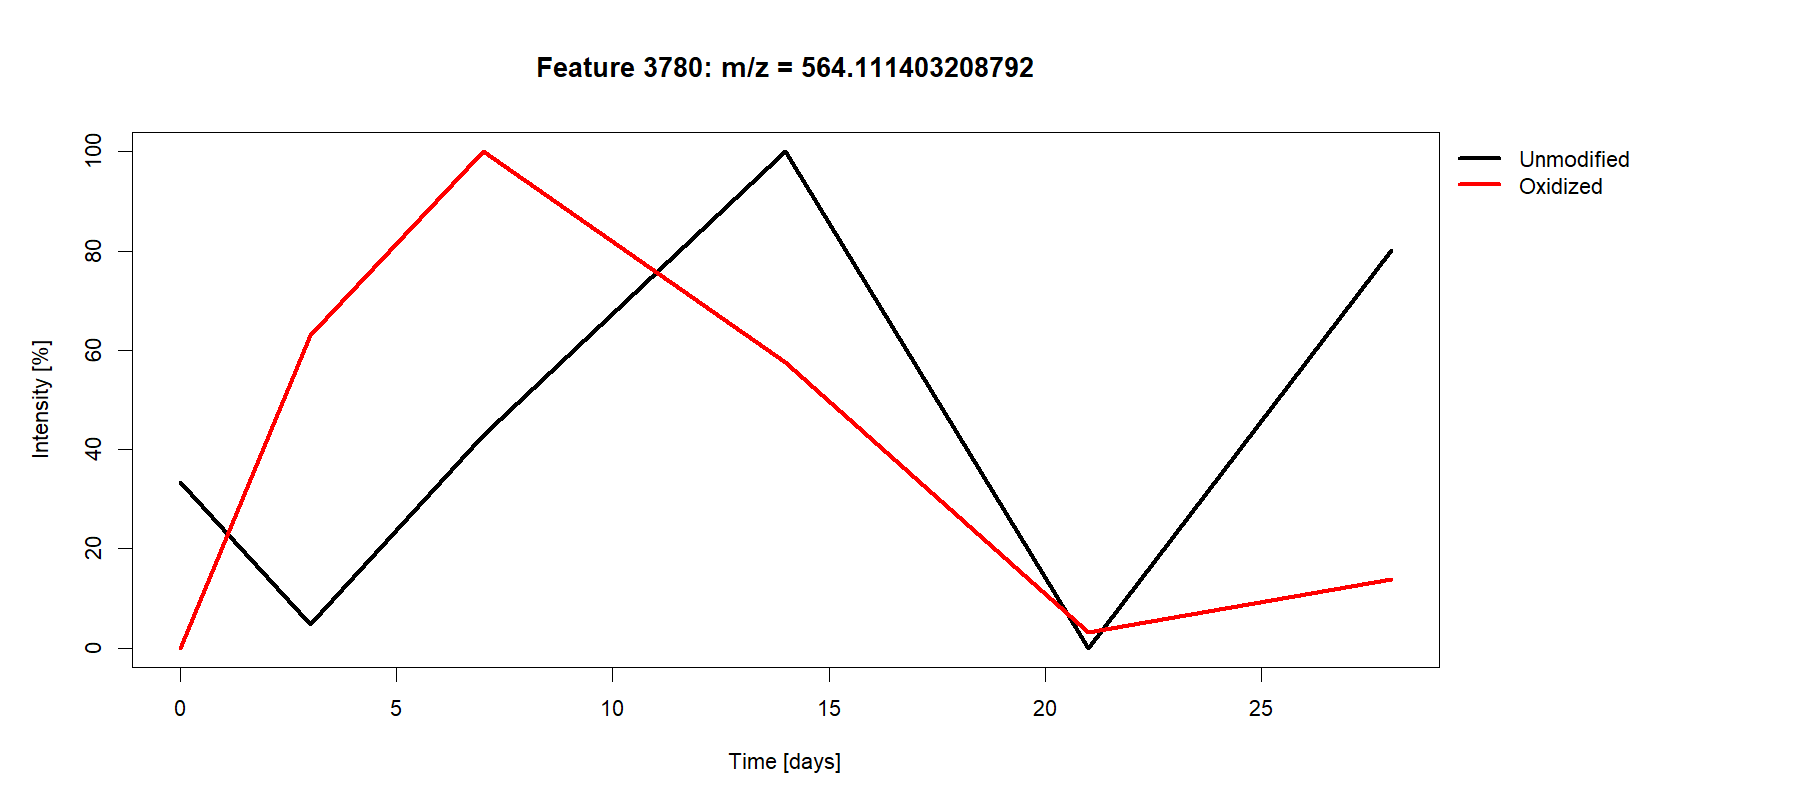 Feature 3780: m/z = 564.111403208792
Unmodified
Oxidized
Intensity [%]
100
80
60
40
20
0
0 5 10 15 20 25
Time [days]